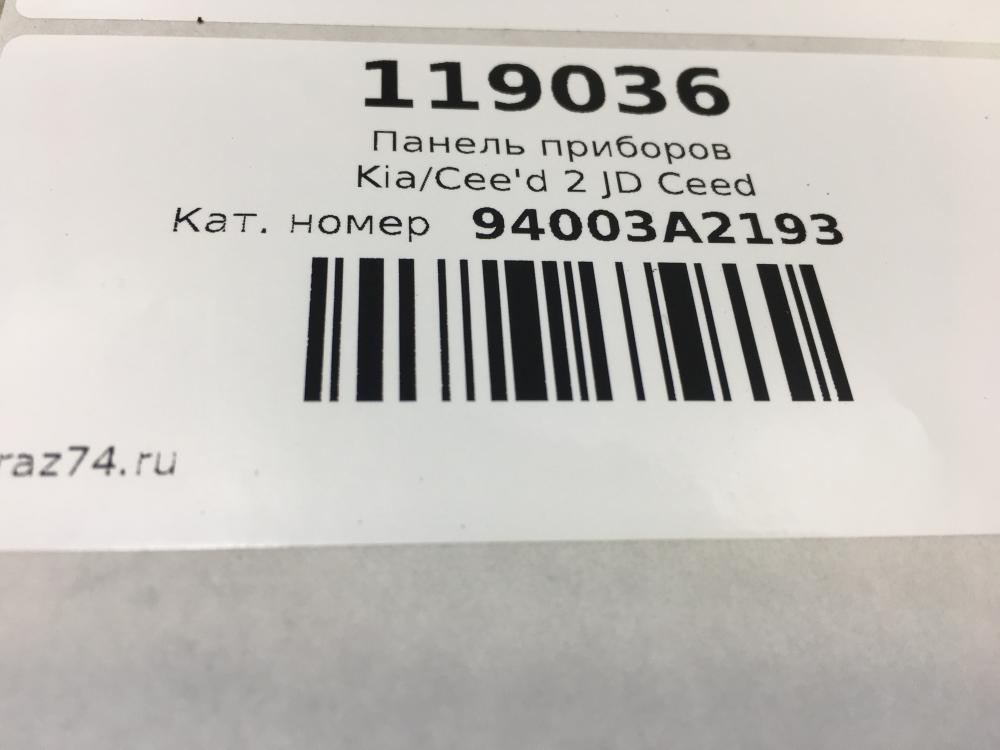 119036
Панель приборов
Kia/Cee'd 2 JD Ceed
Кат. номер 94003A2193
raz74.ru